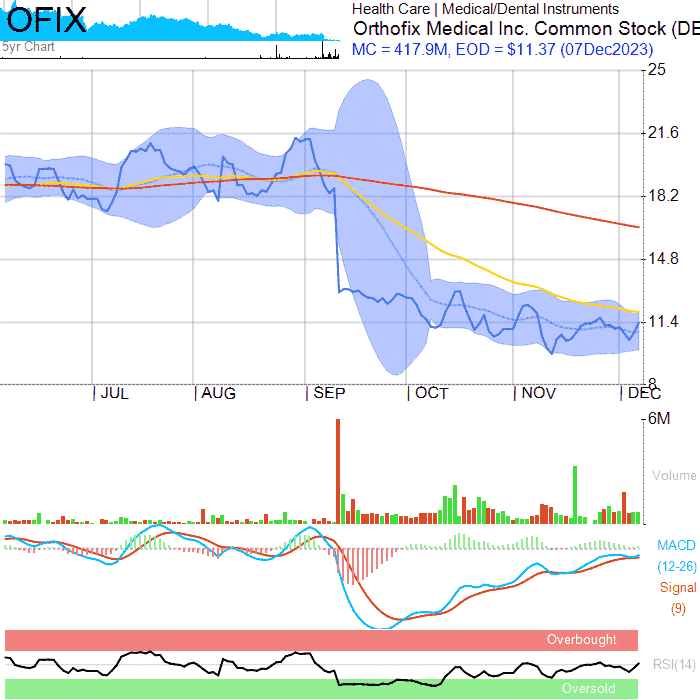 OFIX
5yr Chart
Health Care | Medical/Dental Instruments
Orthofix Medical Inc. Common Stock (DE
MC = 417.9M, EOD = $11.37 (07Dec2023)
25
21.6
18.2
14.8
11.4
8
JUL AUG SEP OCT NOV DEC
6M
Volume
MACD
(12-26)
Signal
(9)
Overbought
RSI(14)
Oversold